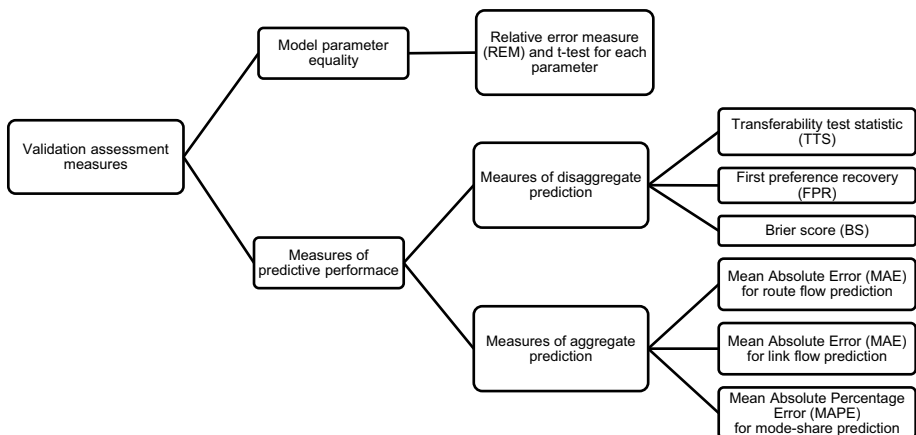 Validation assessment
measures
Model parameter
equality
Relative error measure
(REM) and t-test for each
parameter
Measures of
predictive performace
Meaures of disaggregate
prediction
Transferability test statistic
(TTS)
First preference recovery
(FPR)
Brier score (BS)
Measures of aggregate
prediction
Mean Absolute Error (MAE)
for route flow prediction
Mean Absolute Error (MAE)
for link flow prediction
Mean Absolute Percentage
Error (MAPE)
for mode-share prediction